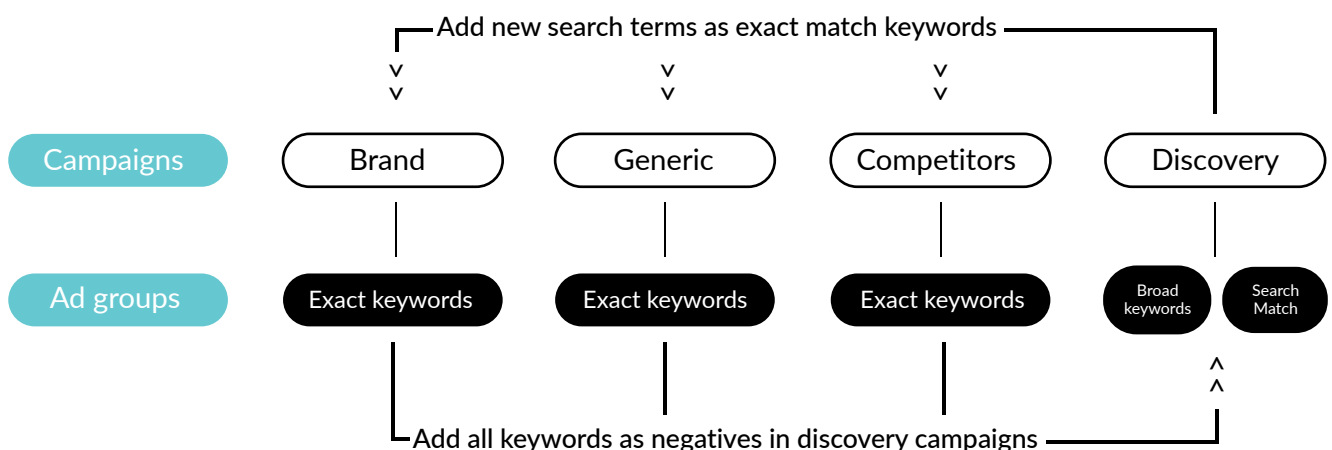 Add new search terms as exact match keywords
Campaigns
Brand
Generic
Competitors
Discovery
Ad groups
Exact keywords
Exact keywords
Exact keywords
Broad
keywords
Search
Match
Add all keywords as negatives in discovery campaigns